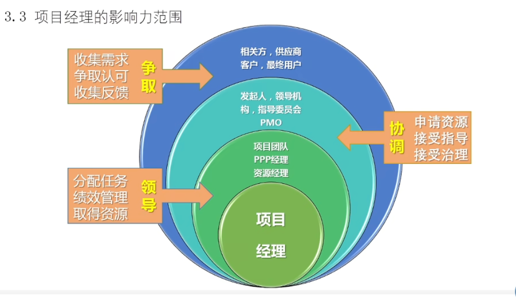 3.3 项目经理的影响力范围
收集需求
争取认可
收集反馈
争
取
相关方，供应商
客户，最终用户
发起人，领导机
构，指导委员会
PMO
协
调
申请资源
接受指导
接受治理
项目团队
PPP经理
资源经理
分配任务
绩效管理
取得资源
领
导
项目
经理